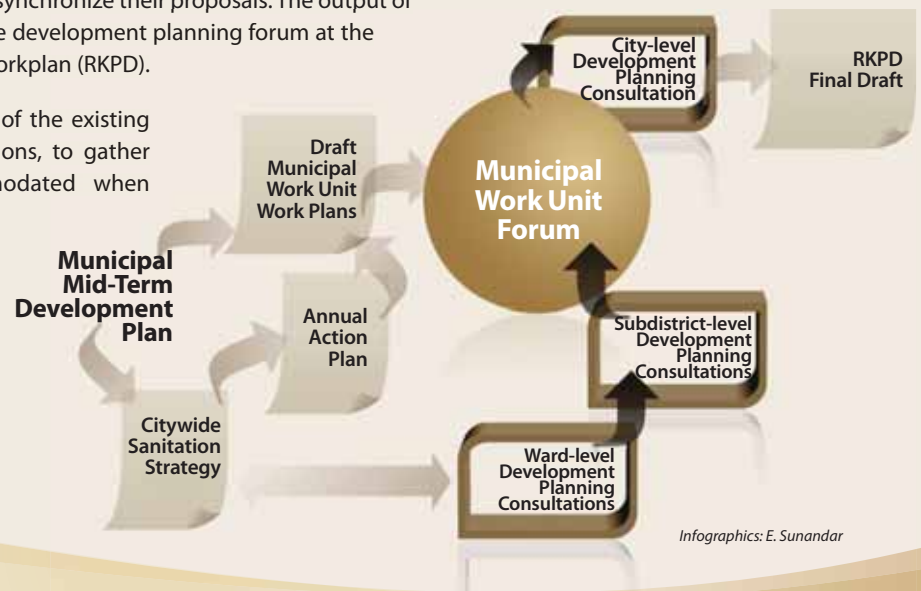 synchronize their proposals. The output of
e development planning forum at the
orkplan (RKPD).
of the existing
ions, to gather
nodated when
City-level
Development
Planning
Consultation
RKPD
Final Draft
Draft
Municipal
Work Unit
Work Plans
Municipal
Work Unit
Forum
Municipal
Mid-Term
Development
Plan
Annual
Action
Plan
Subdistrict-level
Development
Planning
Consultations
Citywide
Sanitation
Strategy
Ward-level
Development
Planning
Consultations
Infographics: E. Sunandar